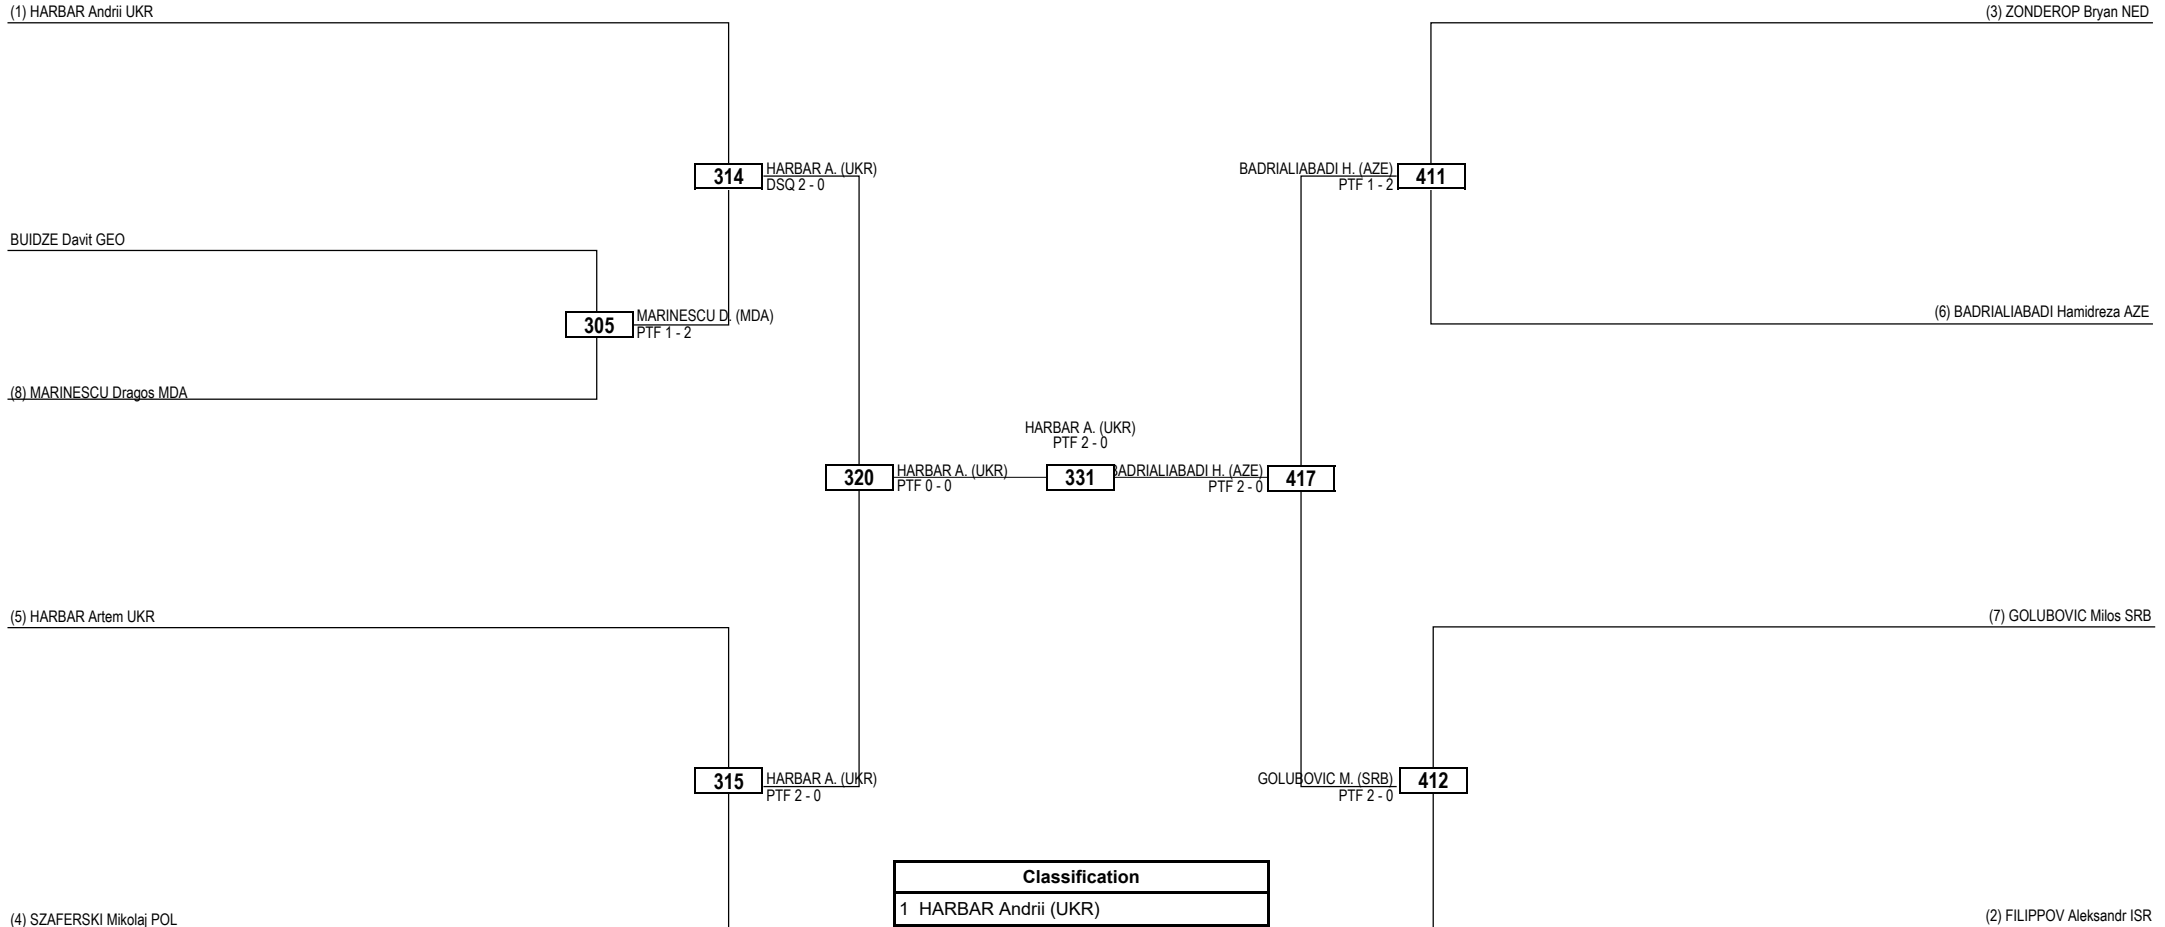 (1) HARBAR Andrii UKR
(3) ZONDEROP Bryan NED
314
HARBAR A. (UKR)
DSQ 2 - 0
BADRIALIABADI H. (AZE)
PTF 1 - 2
411
BUIDZE Davit GEO
305
MARINESCU D. (MDA)
PTF 1 - 2
(6) BADRIALIABADI Hamidreza AZE
(8) MARINESCU Dragos MDA
HARBAR A. (UKR)
PTF 2 - 0
320
HARBAR A. (UKR)
PTF 0 - 0
331
BADRIALIABADI H. (AZE)
PTF 2 - 0
417
(5) HARBAR Artem UKR
(7) GOLUBOVIC Milos SRB
315
HARBAR A. (UKR)
PTF 2 - 0
GOLUBOVIC M. (SRB)
PTF 2 - 0
412
Classification
1 HARBAR Andrii (UKR)
(4) SZAFERSKI Mikolaj POL
(2) FILIPPOV Aleksandr ISR